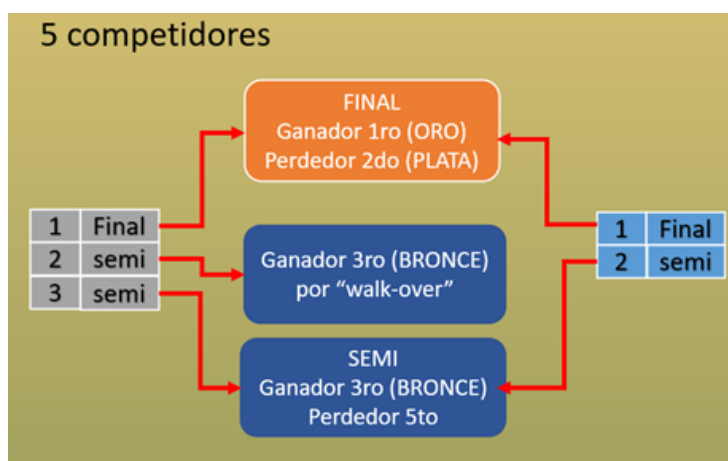 5 competidores
FINAL
Ganador 1ro (ORO)
Perdedor 2do (PLATA)
1 Final
2 semi
3 semi
Ganador 3ro (BRONCE)
por “walk-over”
SEMI
Ganador 3ro (BRONCE)
Perdedor 5to
1 Final
2 semi